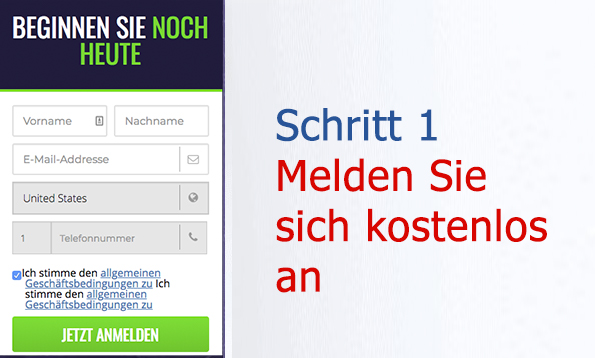 BEGINNEN SIE NOCH
HEUTE
Vorname
Nachname
E-Mail-Addresse
United States
1
Telefonnummer
Ich stimme den allgemeinen
Geschäftsbedingungen zu Ich
stimme den allgemeinen
Geschäftsbedingungen zu
JETZT ANMELDEN
Schritt 1
Melden Sie
sich kostenlos
an